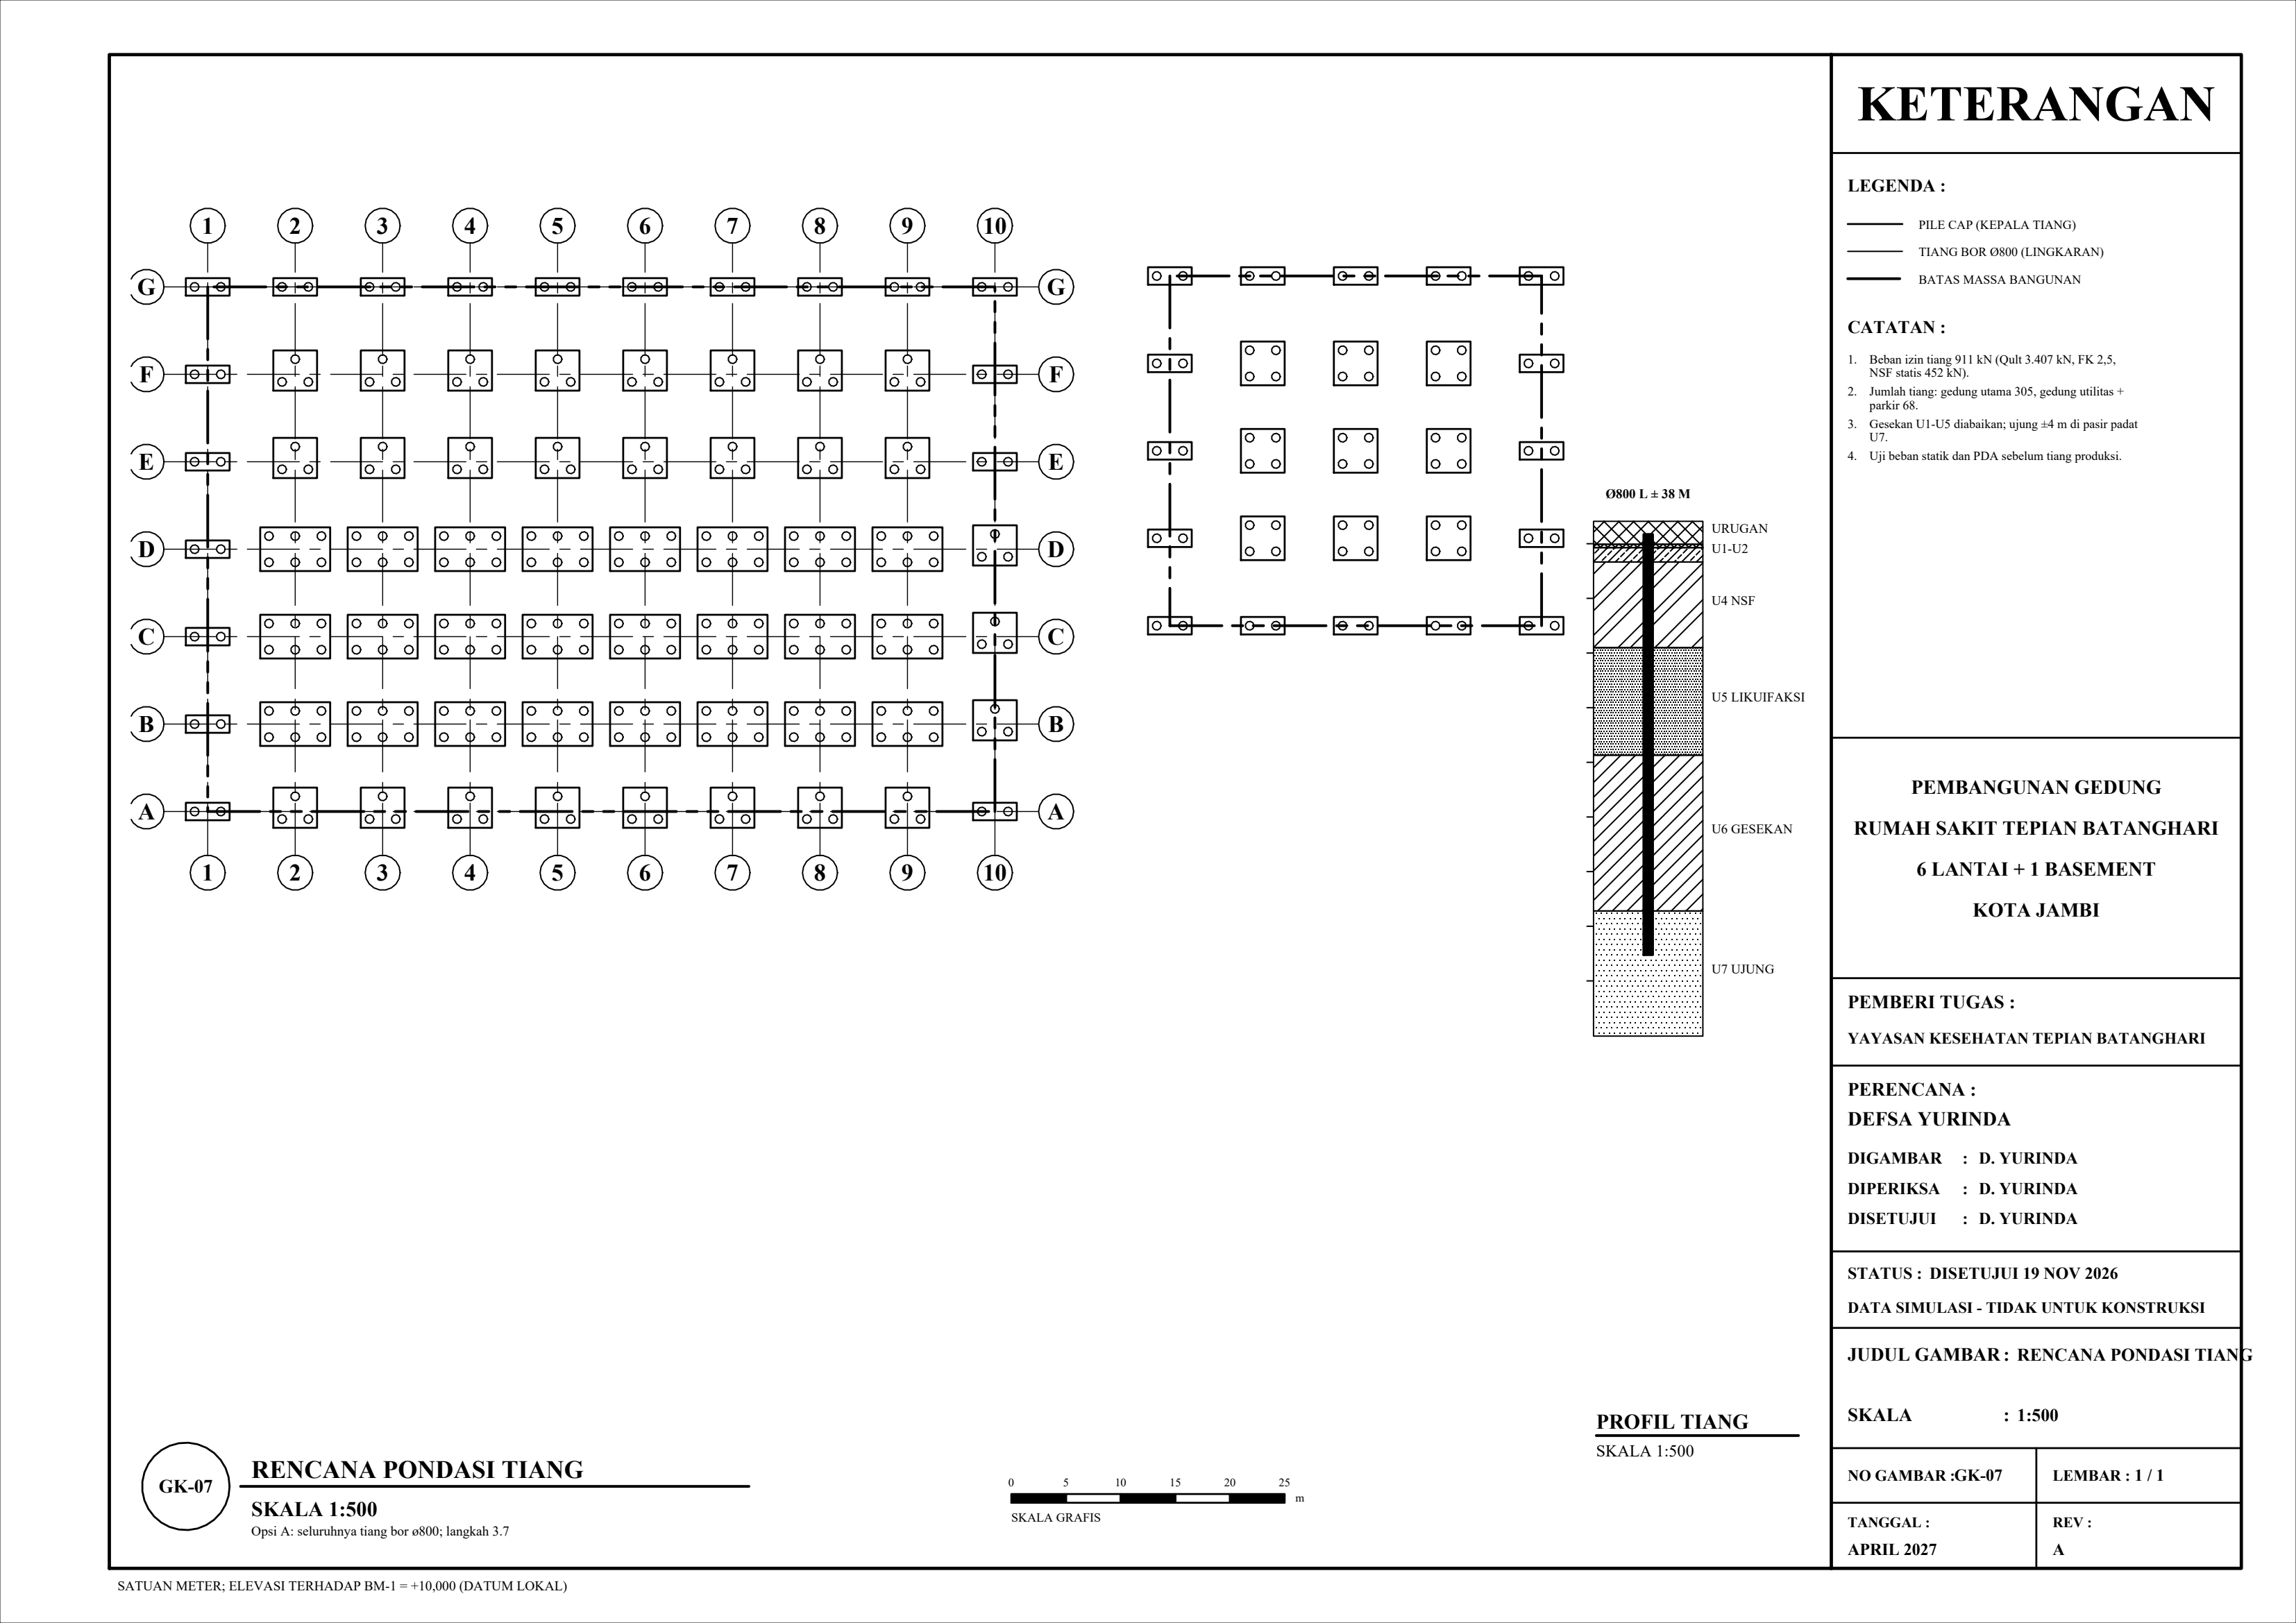 1 2 3 4 5 6 7 8 9 10
G G
F F
E E
D D
C C
B B
A A
1 2 3 4 5 6 7 8 9 10
Ø800 L ± 38 M
URUGAN
U1-U2
U4 NSF
U5 LIKUIFAKSI
U6 GESEKAN
U7 UJUNG
PROFIL TIANG
SKALA 1:500
GK-07
RENCANA PONDASI TIANG
SKALA 1:500
Opsi A: seluruhnya tiang bor ø800; langkah 3.7
0 5 10 15 20 25
m
SKALA GRAFIS
SATUAN METER; ELEVASI TERHADAP BM-1 = +10,000 (DATUM LOKAL)
KETERANGAN
LEGENDA :
PILE CAP (KEPALA TIANG)
TIANG BOR Ø800 (LINGKARAN)
BATAS MASSA BANGUNAN
CATATAN :
1. Beban izin tiang 911 kN (Qult 3.407 kN, FK 2,5,
NSF statis 452 kN).
2. Jumlah tiang: gedung utama 305, gedung utilitas +
parkir 68.
3. Gesekan U1-U5 diabaikan; ujung ±4 m di pasir padat
U7.
4. Uji beban statik dan PDA sebelum tiang produksi.
PEMBANGUNAN GEDUNG
RUMAH SAKIT TEPIAN BATANGHARI
6 LANTAI + 1 BASEMENT
KOTA JAMBI
PEMBERI TUGAS :
YAYASAN KESEHATAN TEPIAN BATANGHARI
PERENCANA :
DEFSA YURINDA
DIGAMBAR : D. YURINDA
DIPERIKSA : D. YURINDA
DISETUJUI : D. YURINDA
STATUS : DISETUJUI 19 NOV 2026
DATA SIMULASI - TIDAK UNTUK KONSTRUKSI
JUDUL GAMBAR : RENCANA PONDASI TIANG
SKALA : 1:500
NO GAMBAR :GK-07 LEMBAR : 1 / 1
TANGGAL : REV :
APRIL 2027 A